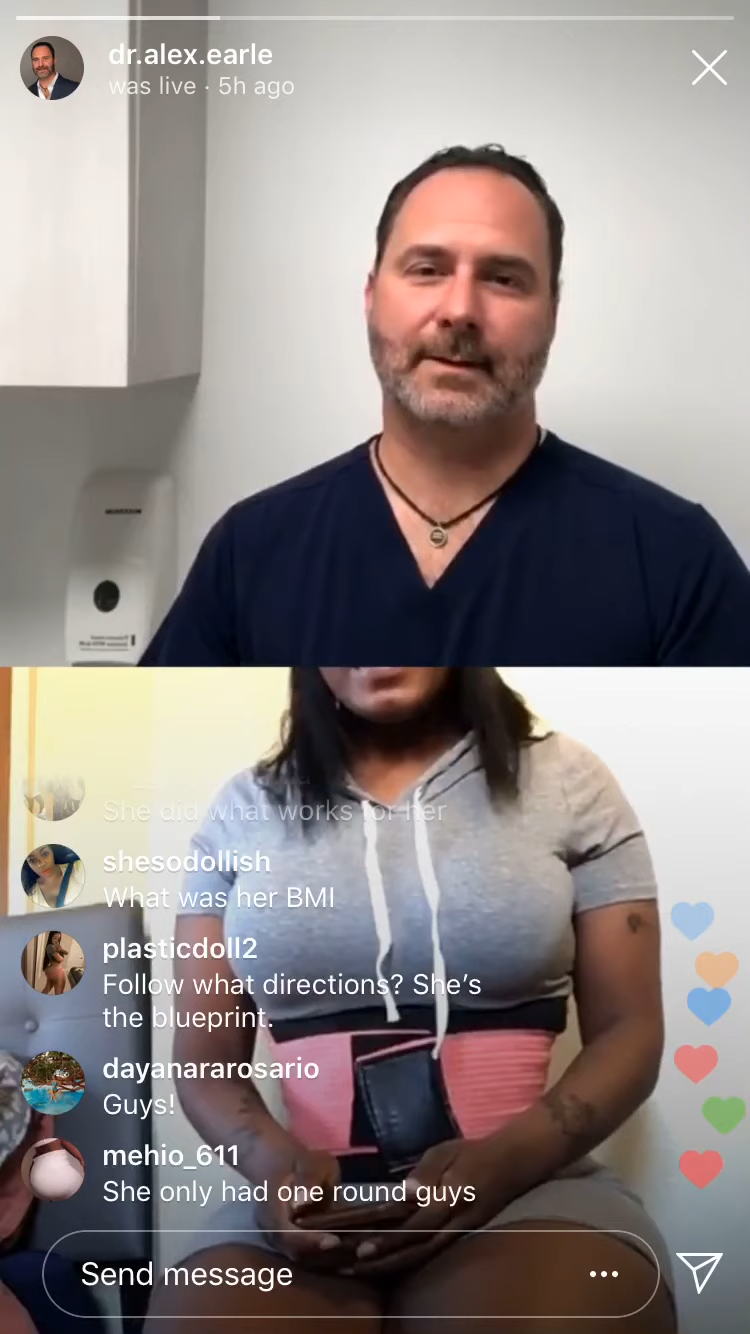 dr.alex.earle
was live · 5h ago
She did what works for her
shesodollish
What was her BMI
plasticdoll2
Follow what directions? She’s
the blueprint.
dayanararosario
Guys!
mehio_611
She only had one round guys
Send message